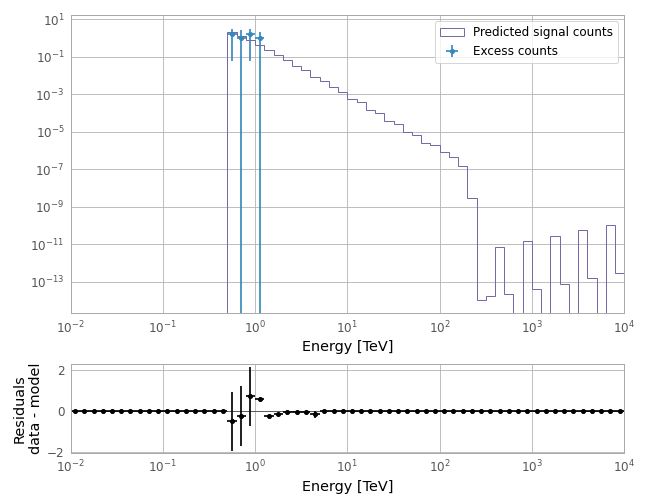 10^1
10^-1
10^-3
10^-5
10^-7
10^-9
10^-11
10^-13
Predicted signal counts
Excess counts
10^-2 10^-1 10^0 10^1 10^2 10^3 10^4
Energy [TeV]
Residuals
data - model
2
0
−2
10^-2 10^-1 10^0 10^1 10^2 10^3 10^4
Energy [TeV]